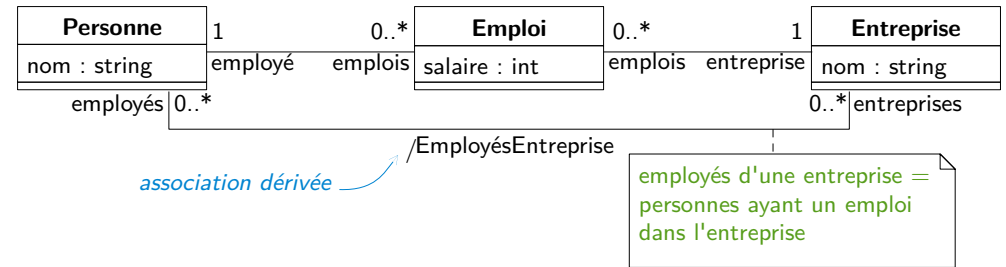 Personne
nom : string
1
0..*
employé
emplois
Emploi
salaire : int
0..*
1
emplois
entreprise
Entreprise
nom : string
employés
0..*
0..*
entreprises
/EmployésEntreprise
association dérivée
employés d'une entreprise =
personnes ayant un emploi
dans l'entreprise